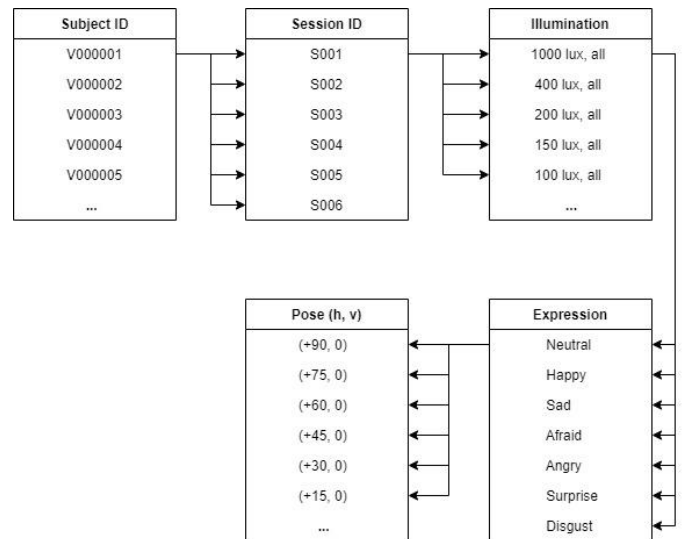 Subject ID
V000001
V000002
V000003
V000004
V000005
...
Session ID
S001
S002
S003
S004
S005
S006
Illumination
1000 lux, all
400 lux, all
200 lux, all
150 lux, all
100 lux, all
...
Pose (h, v)
(+90, 0)
(+75, 0)
(+60, 0)
(+45, 0)
(+30, 0)
(+15, 0)
...
Expression
Neutral
Happy
Sad
Afraid
Angry
Surprise
Disgust